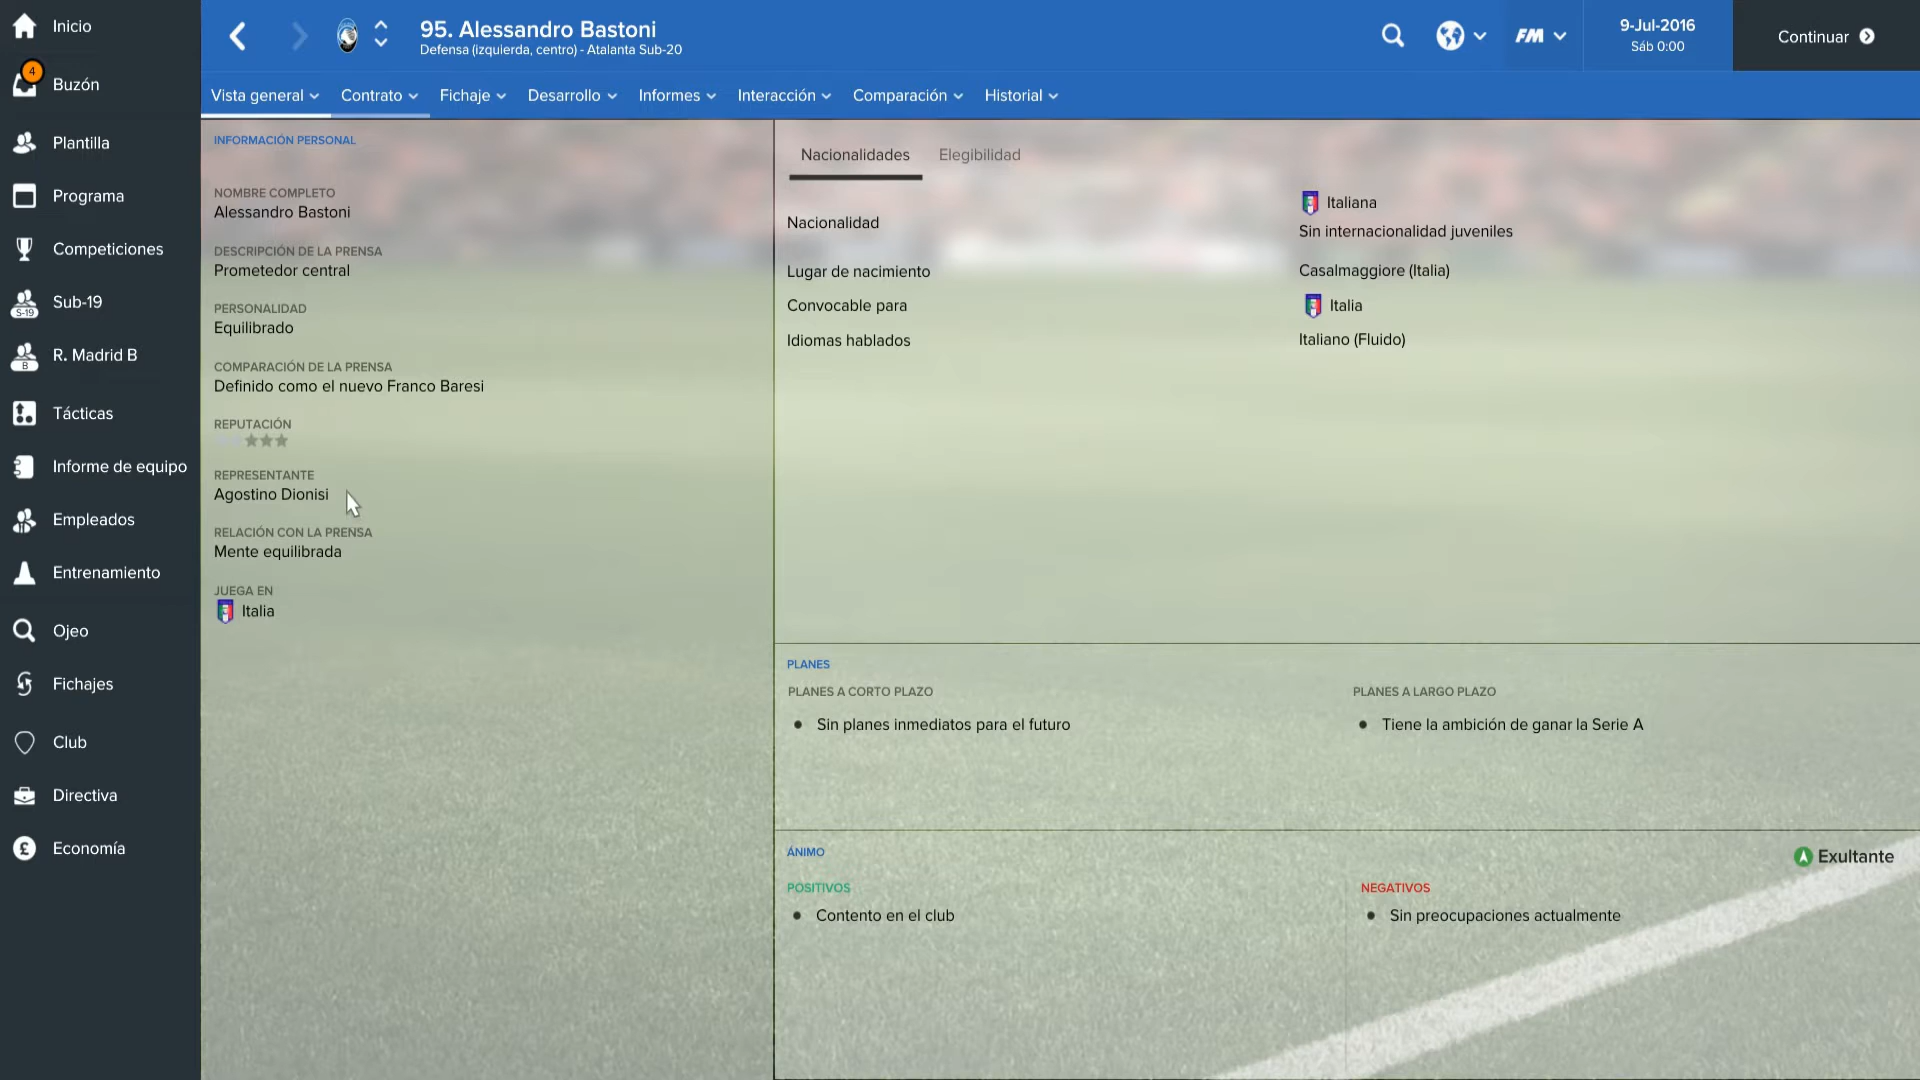 Inicio
4
Buzón
Plantilla
Programa
Competiciones
S-19
Sub-19
B
R. Madrid B
Tácticas
Informe de equipo
Empleados
Entrenamiento
Ojeo
Fichajes
Club
Directiva
£
Economía
95. Alessandro Bastoni
Defensa (izquierda, centro) - Atalanta Sub-20
FM
9-Jul-2016
Sáb 0:00
Continuar
Vista general
Contrato
Fichaje
Desarrollo
Informes
Interacción
Comparación
Historial
INFORMACIÓN PERSONAL
NOMBRE COMPLETO
Alessandro Bastoni
DESCRIPCIÓN DE LA PRENSA
Prometedor central
PERSONALIDAD
Equilibrado
COMPARACIÓN DE LA PRENSA
Definido como el nuevo Franco Baresi
REPUTACIÓN
REPRESENTANTE
Agostino Dionisi
RELACIÓN CON LA PRENSA
Mente equilibrada
JUEGA EN
Italia
Nacionalidades
Elegibilidad
Nacionalidad
Italiana
Sin internacionalidad juveniles
Lugar de nacimiento
Casalmaggiore (Italia)
Convocable para
Italia
Idiomas hablados
Italiano (Fluido)
PLANES
PLANES A CORTO PLAZO
Sin planes inmediatos para el futuro
PLANES A LARGO PLAZO
Tiene la ambición de ganar la Serie A
ÁNIMO
Exultante
POSITIVOS
Contento en el club
NEGATIVOS
Sin preocupaciones actualmente